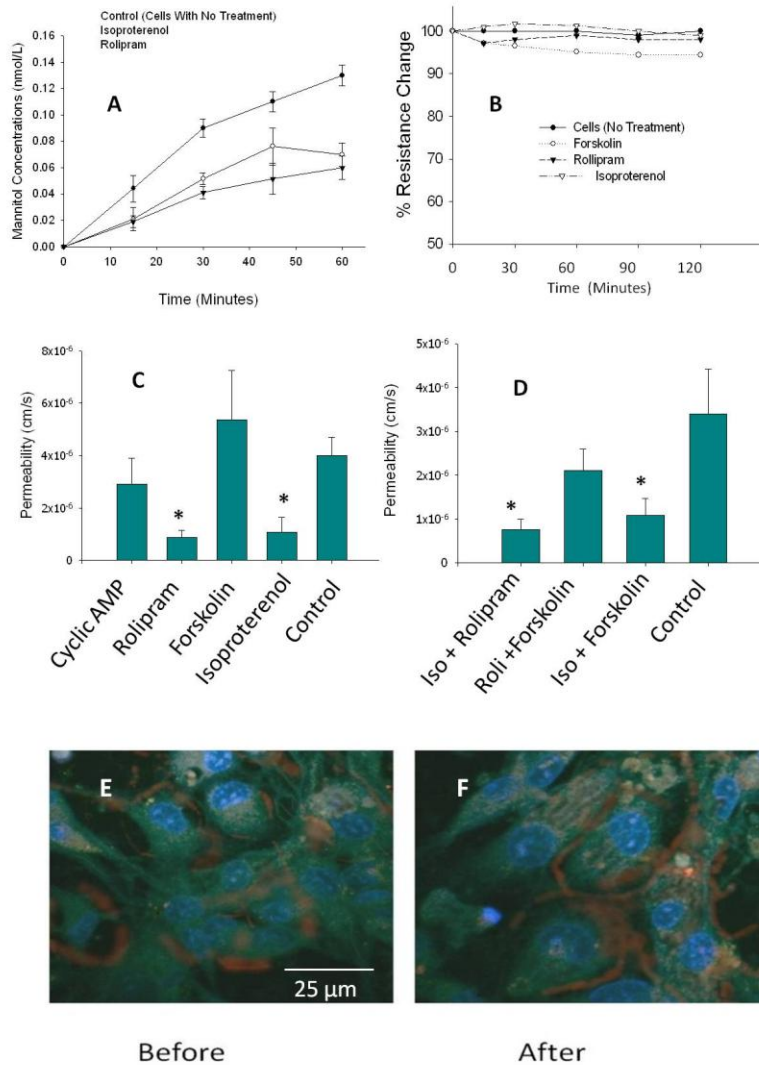 Control (Cells With No Treatment)
Isoproterenol
Rolipram
Mannitol Concentrations (nmol/L)
0.16
0.14
0.12
0.10
0.08
0.06
0.04
0.02
0.00
A
0 10 20 30 40 50 60
Time (Minutes)
% Resistance Change
100
90
80
70
60
50
B
Cells (No Treatment)
Forskolin
Rollipram
Isoproterenol
0 30 60 90 120
Time (Minutes)
Permeability (cm/s)
8x10-6
6x10-6
4x10-6
2x10-6
0
C
*
*
Cyclic AMP
Rolipram
Forskolin
Isoproterenol
Control
Permeability (cm/s)
5x10-6
4x10-6
3x10-6
2x10-6
1x10-6
0
D
*
*
Iso + Rolipram
Roli +Forskolin
Iso + Forskolin
Control
E
25 µm
F
Before
After